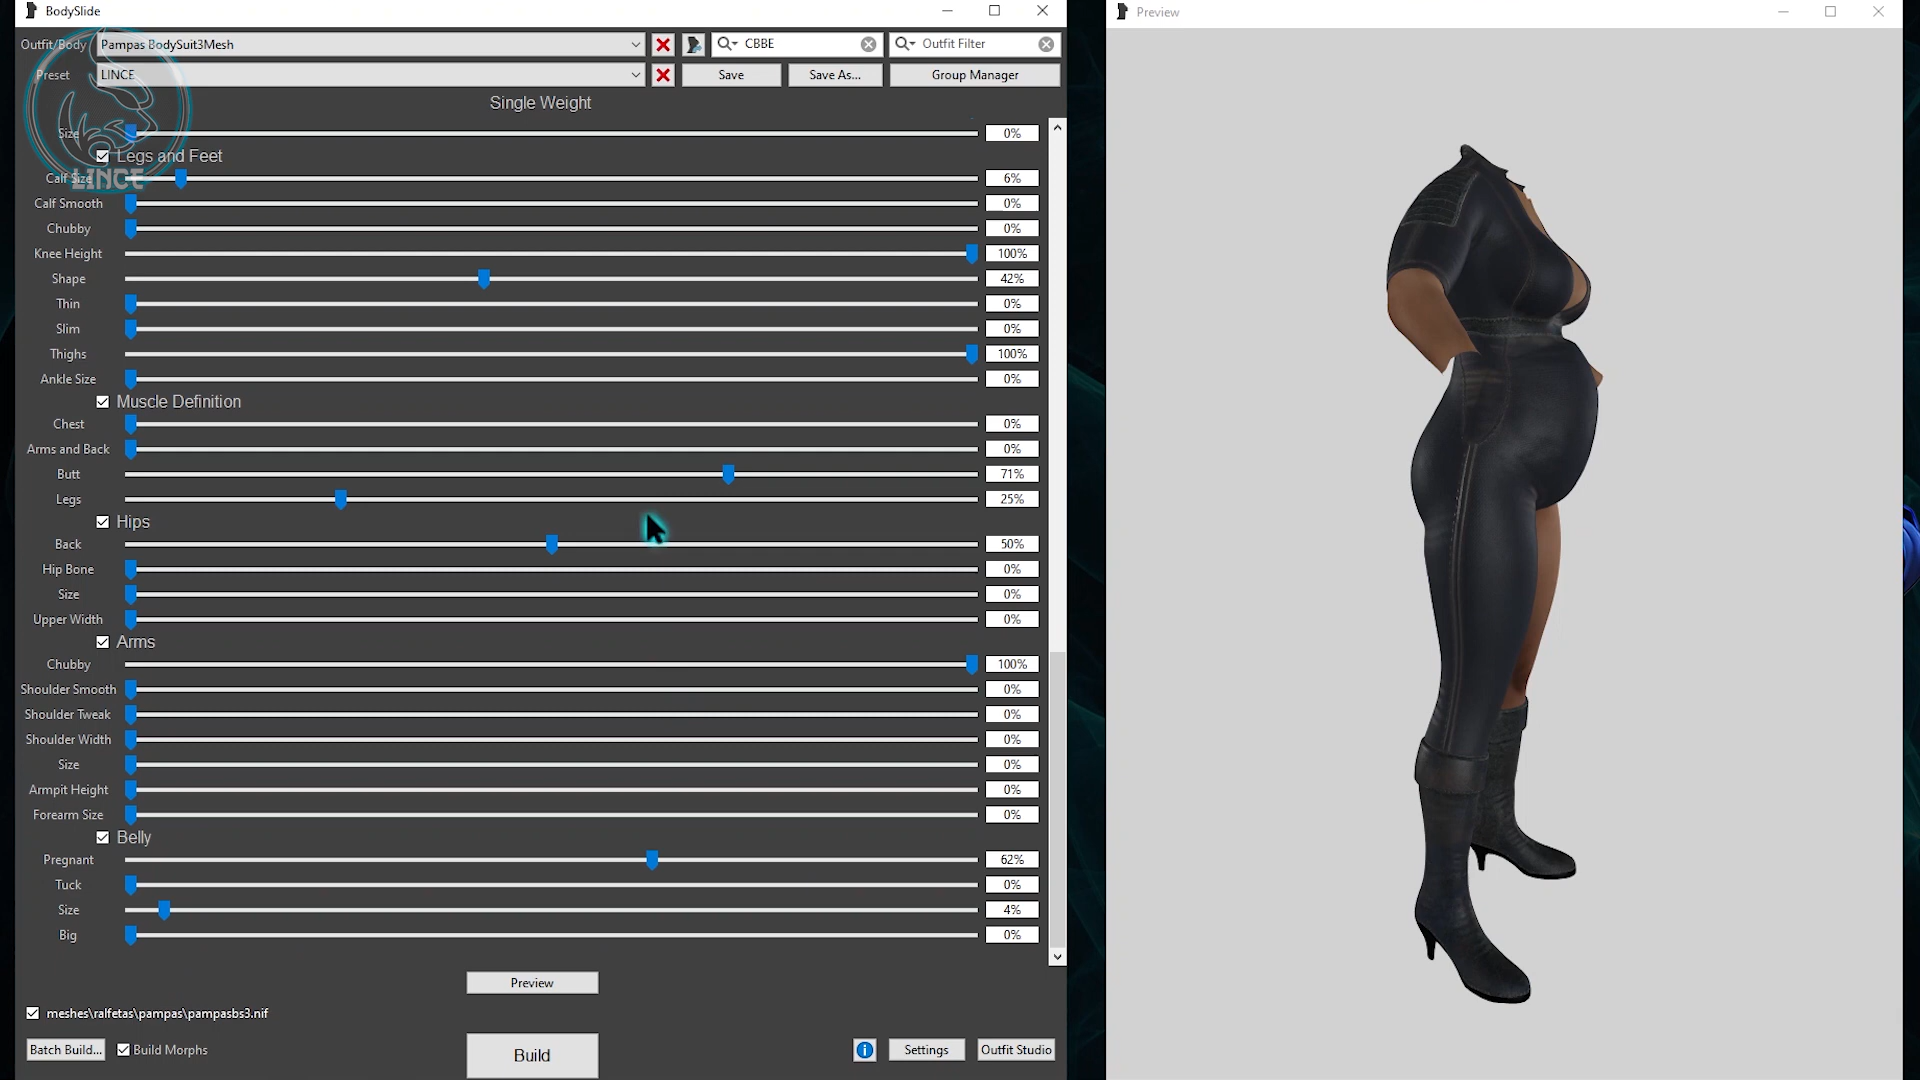 BodySlide
Preview
Outfit/Body Pampas BodySuit3Mesh CBBE Outfit Filter
Preset LINCE Save Save As... Group Manager
Single Weight
Size 0%
Legs and Feet
Calf Size 6%
LINCE
Calf Smooth 0%
Chubby 0%
Knee Height 100%
Shape 42%
Thin 0%
Slim 0%
Thighs 100%
Ankle Size 0%
Muscle Definition
Chest 0%
Arms and Back 0%
Butt 71%
Legs 25%
Hips
Back 50%
Hip Bone 0%
Size 0%
Upper Width 0%
Arms
Chubby 100%
Shoulder Smooth 0%
Shoulder Tweak 0%
Shoulder Width 0%
Size 0%
Armpit Height 0%
Forearm Size 0%
Belly
Pregnant 62%
Tuck 0%
Size 4%
Big 0%
Preview
meshes\ralfetas\pampas\pampasbs3.nif
Batch Build... Build Morphs Build Settings Outfit Studio